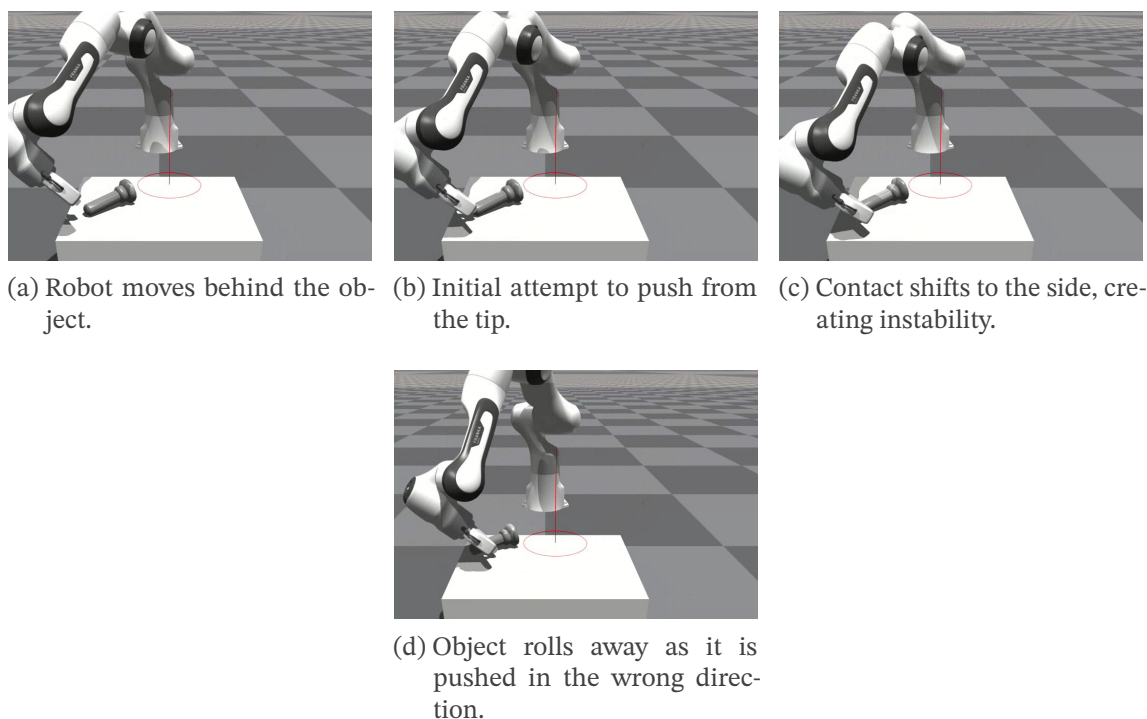 (a) Robot moves behind the ob-
ject.
(b) Initial attempt to push from
the tip.
(c) Contact shifts to the side, cre-
ating instability.
(d) Object rolls away as it is
pushed in the wrong direc-
tion.